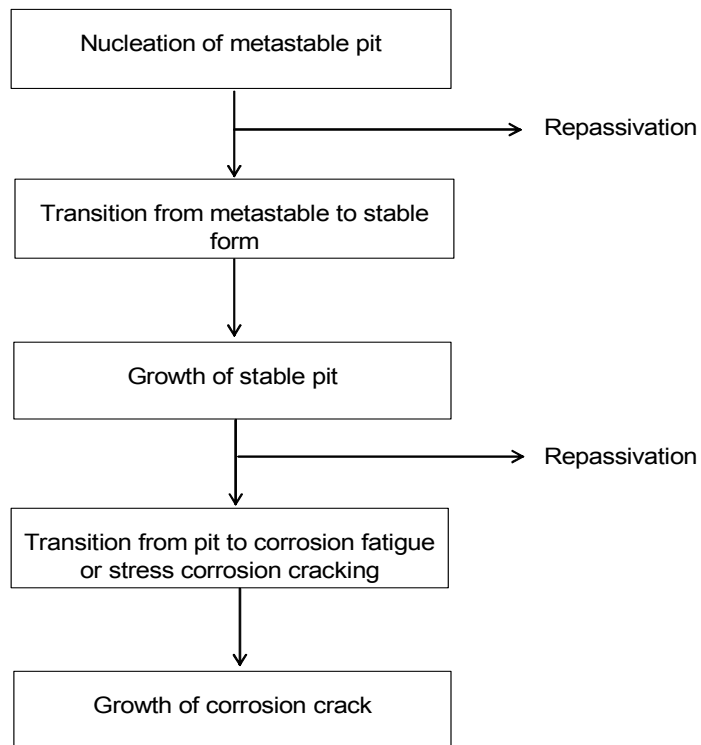 Nucleation of metastable pit
Repassivation
Transition from metastable to stable
form
Growth of stable pit
Repassivation
Transition from pit to corrosion fatigue
or stress corrosion cracking
Growth of corrosion crack